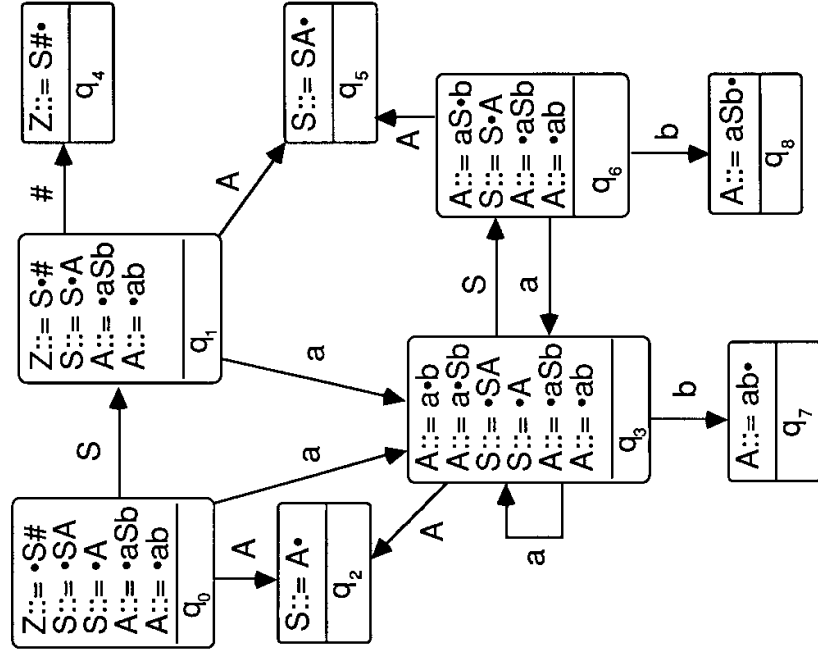 Z::= •S#
S::= •SA
S::= •A
A::= •aSb
A::= •ab
q0
S
Z::= S•#
S::= S•A
A::= •aSb
A::= •ab
q1
#
Z::= S#•
q4
A
a
a
A
S::= A•
q2
S::= SA•
q5
A
A
A::= a•b
A::= a•Sb
S::= •SA
S::= •A
A::= •aSb
A::= •ab
q3
S
a
A::= aS•b
S::= S•A
A::= •aSb
A::= •ab
q6
a
b
b
A::= ab•
q7
A::= aSb•
q8